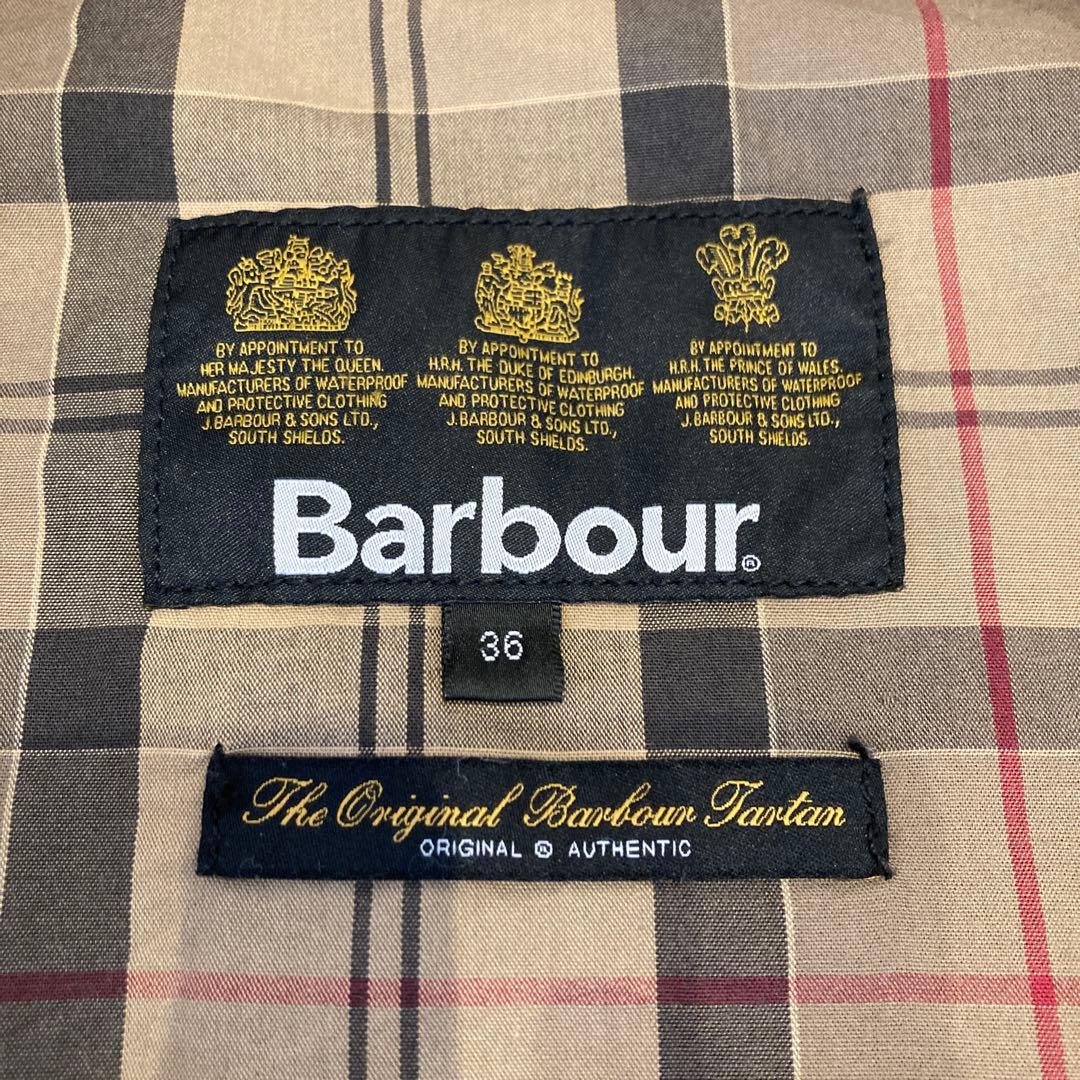 BY APPOINTMENT TO
HER MAJESTY THE QUEEN.
MANUFACTURERS OF WATERPROOF
AND PROTECTIVE CLOTHING
J.BARBOUR & SONS LTD.,
SOUTH SHIELDS.
BY APPOINTMENT TO
H.R.H. THE DUKE OF EDINBURGH.
MANUFACTURERS OF WATERPROOF
AND PROTECTIVE CLOTHING
J.BARBOUR & SONS LTD.,
SOUTH SHIELDS.
BY APPOINTMENT TO
H.R.H. THE PRINCE OF WALES.
MANUFACTURERS OF WATERPROOF
AND PROTECTIVE CLOTHING
J.BARBOUR & SONS LTD.,
SOUTH SHIELDS.
Barbour®
36
The Original Barbour Tartan
ORIGINAL ® AUTHENTIC